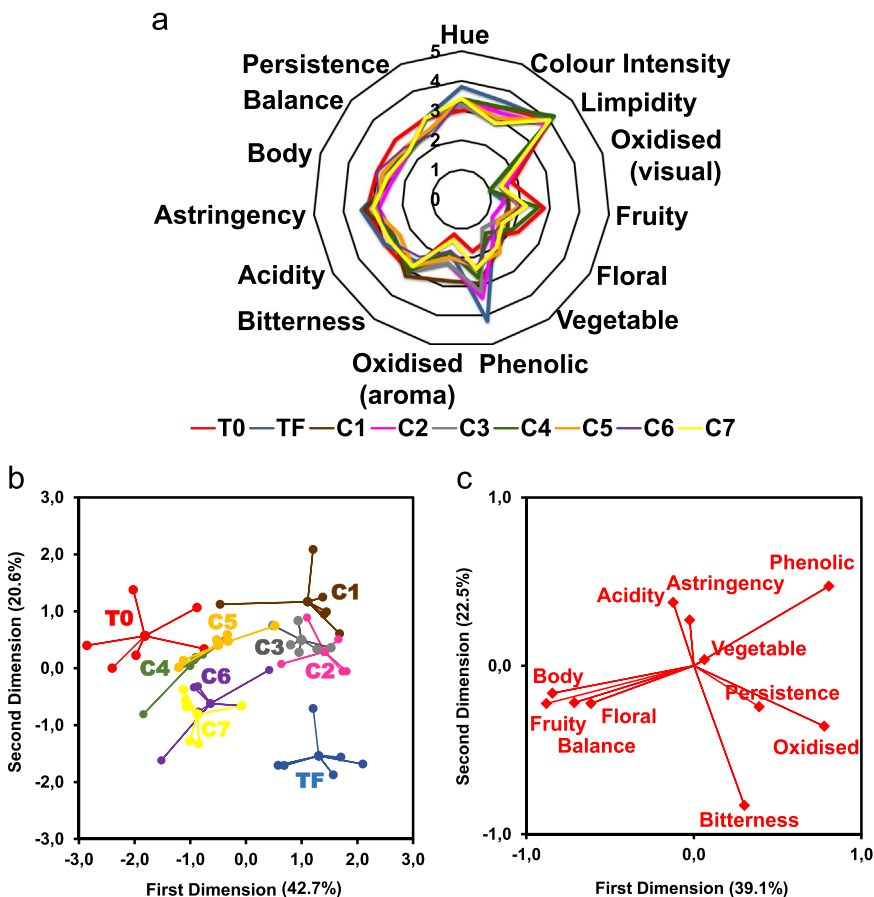 a
Hue
Persistence
Colour Intensity
Balance
Limpidity
Body
Oxidised
(visual)
Astringency
Fruity
Acidity
Floral
Bitterness
Vegetable
Oxidised
(aroma)
Phenolic
5
4
3
2
1
0
T0 TF C1 C2 C3 C4 C5 C6 C7
b
3,0
2,0
1,0
0,0
-1,0
-2,0
-3,0
Second Dimension (20.6%)
T0
C1
C5
C3
C2
C4
C6
C7
TF
-3,0 -2,0 -1,0 0,0 1,0 2,0 3,0
First Dimension (42.7%)
c
1,0
0,0
-1,0
Second Dimension (22.5%)
Phenolic
Astringency
Acidity
Vegetable
Body
Persistence
Fruity
Floral
Balance
Oxidised
Bitterness
-1,0 0,0 1,0
First Dimension (39.1%)